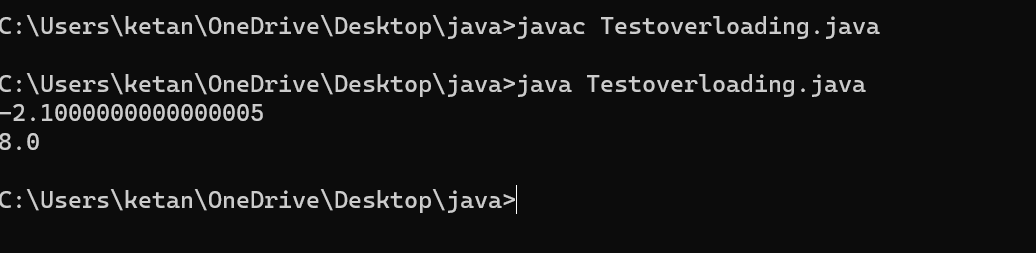 C:\Users\ketan\OneDrive\Desktop\java>javac Testoverloading.java
C:\Users\ketan\OneDrive\Desktop\java>java Testoverloading.java
-2.1000000000000005
8.0
C:\Users\ketan\OneDrive\Desktop\java>